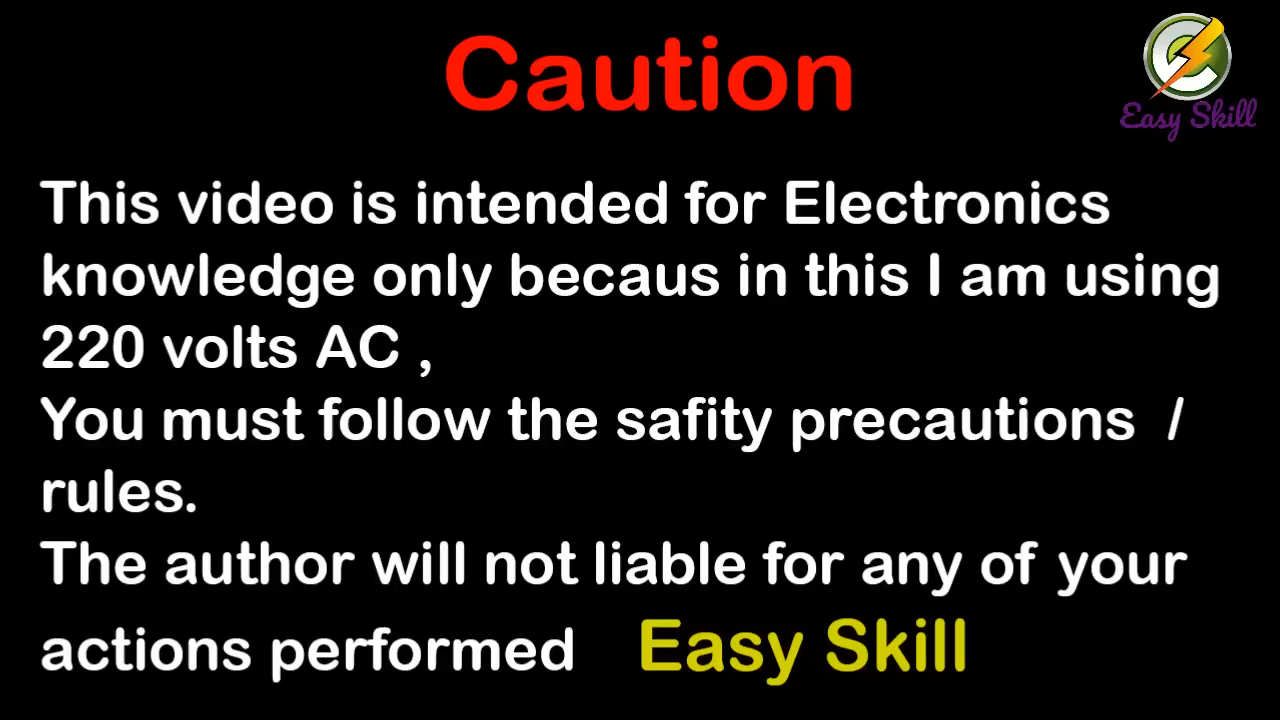 Caution
Easy Skill
This video is intended for Electronics
knowledge only becaus in this I am using
220 volts AC ,
You must follow the safity precautions /
rules.
The author will not liable for any of your
actions performed Easy Skill